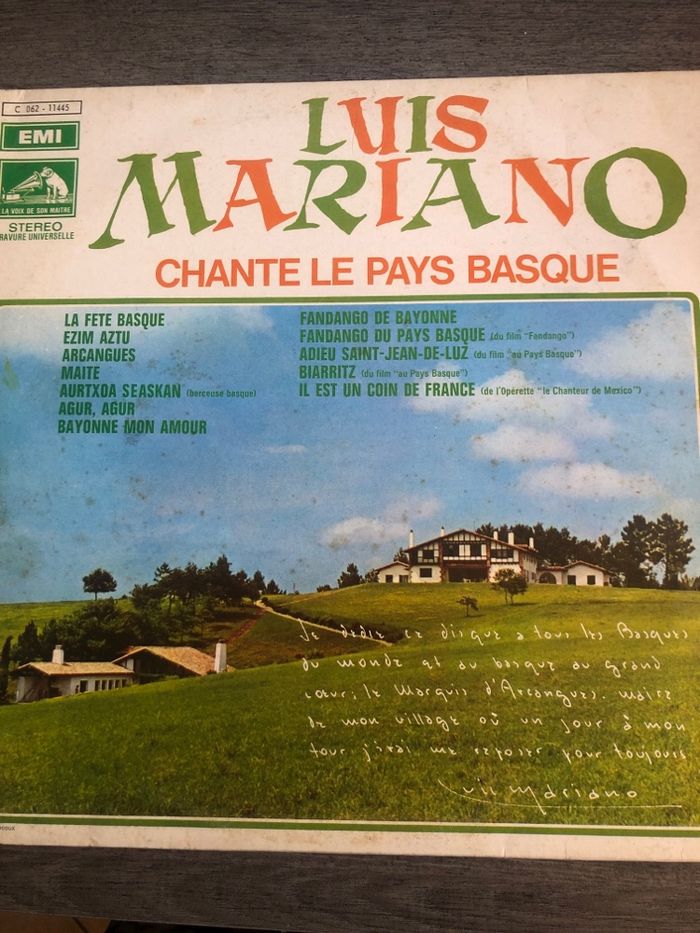 C 062 - 11445
EMI
LA VOIX DE SON MAITRE
STEREO
RAVURE UNIVERSELLE
LUIS
MARIANO
CHANTE LE PAYS BASQUE
LA FETE BASQUE
EZIM AZTU
ARCANGUES
MAITE
AURTXOA SEASKAN (berceuse basque)
AGUR, AGUR
BAYONNE MON AMOUR
FANDANGO DE BAYONNE
FANDANGO DU PAYS BASQUE (du film "Fandango")
ADIEU SAINT-JEAN-DE-LUZ (du film "au Pays Basque")
BIARRITZ (du film "au Pays Basque")
IL EST UN COIN DE FRANCE (de l'Opérette "le Chanteur de Mexico")
Je dédie ce disque a tous les Basques
du monde et au basque au grand
cœur; le Marquis d'Arcangues. maire
de mon village où un jour à mon
tour j'irai me reposer pour toujours
Luis Mariano